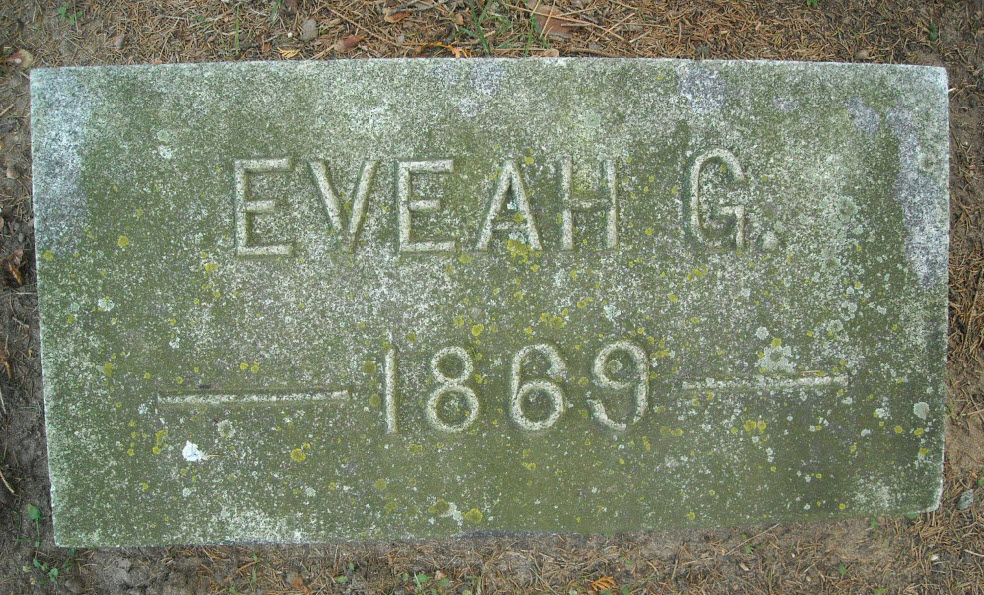 EVEAH G.
— 1869 —